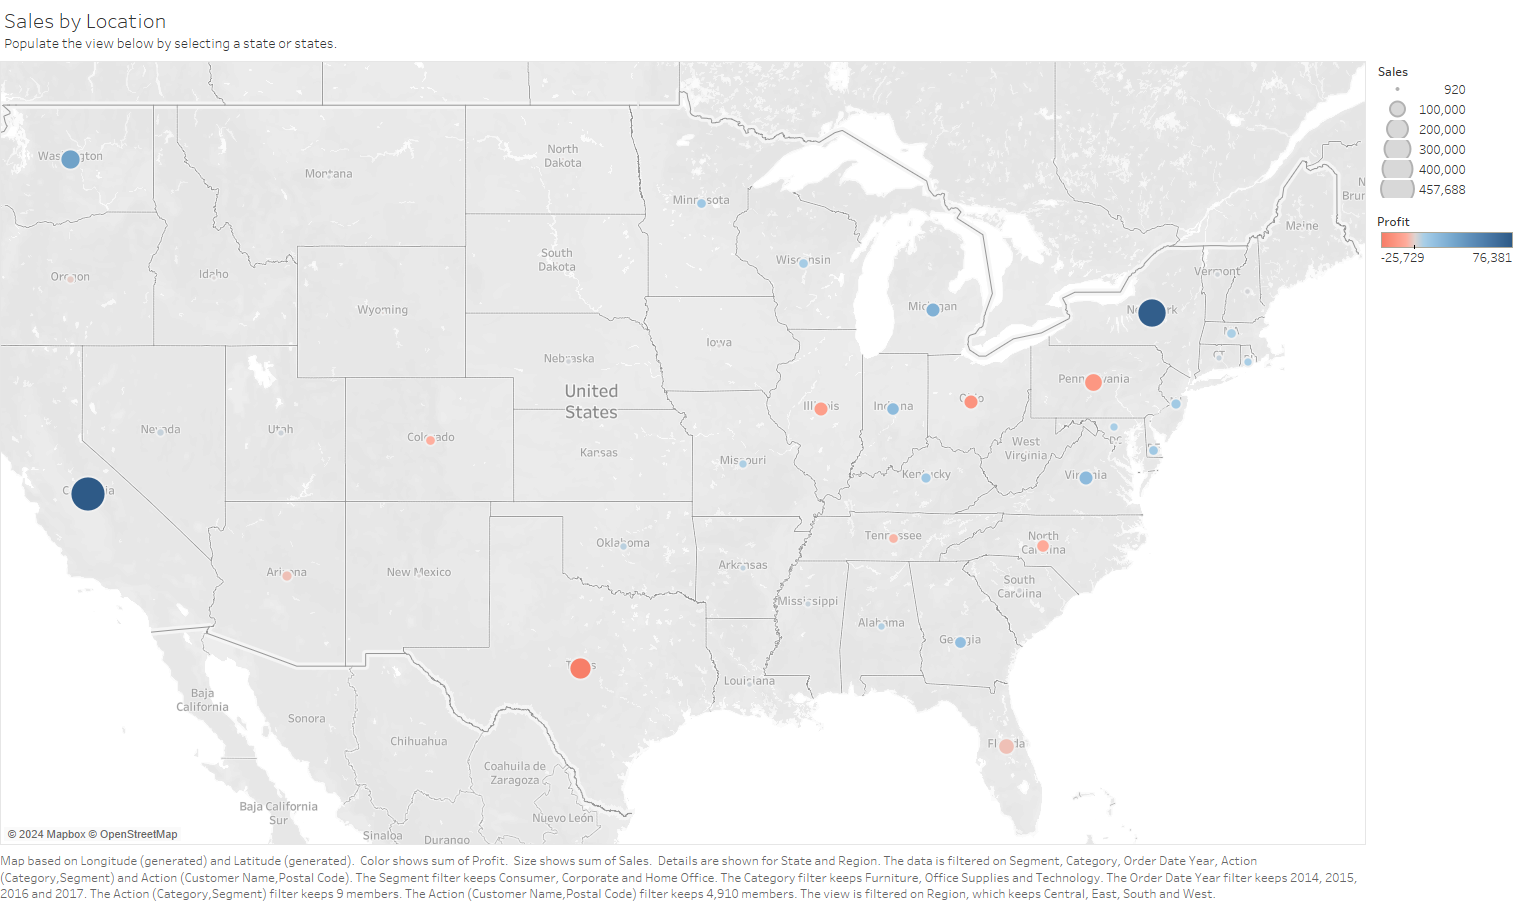 Sales by Location
Populate the view below by selecting a state or states.
Sales
920
100,000
200,000
300,000
400,000
457,688
Profit
-25,729 76,381
Montana
North
Dakota
Minnesota
Maine
Wisconsin
South
Dakota
Oregon
Idaho
Vermont
Wyoming
Michigan
Iowa
Nebraska
United
States
Pennsylvania
Illinois
Indiana
Ohio
Nevada
Utah
Colorado
Kansas
Missouri
West
Virginia
DC
Kentucky
Virginia
Oklahoma
Tennessee
North
Carolina
Arizona
New Mexico
Arkansas
South
Carolina
Mississippi
Alabama
Georgia
Louisiana
Baja
California
Sonora
Chihuahua
Coahuila de
Zaragoza
Baja California
Sur
Nuevo León
Sinaloa
Durango
© 2024 Mapbox © OpenStreetMap
Map based on Longitude (generated) and Latitude (generated).  Color shows sum of Profit.  Size shows sum of Sales.  Details are shown for State and Region. The data is filtered on Segment, Category, Order Date Year, Action
(Category,Segment) and Action (Customer Name,Postal Code). The Segment filter keeps Consumer, Corporate and Home Office. The Category filter keeps Furniture, Office Supplies and Technology. The Order Date Year filter keeps 2014, 2015,
2016 and 2017. The Action (Category,Segment) filter keeps 9 members. The Action (Customer Name,Postal Code) filter keeps 4,910 members. The view is filtered on Region, which keeps Central, East, South and West.